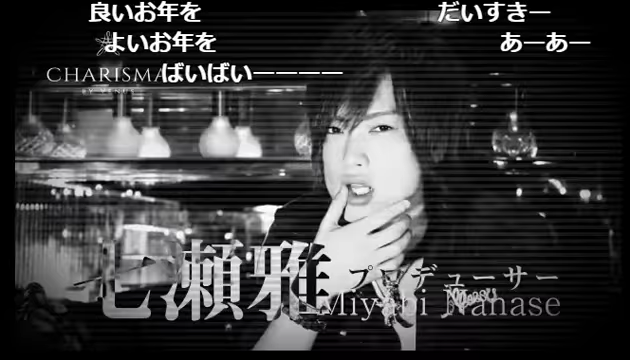 良いお年を
だいすきー
よいお年を
あーあー
CHARISMA
ばいばいーーーー
BY VENUS
七瀬雅 プロデューサー
Miyabi Nanase